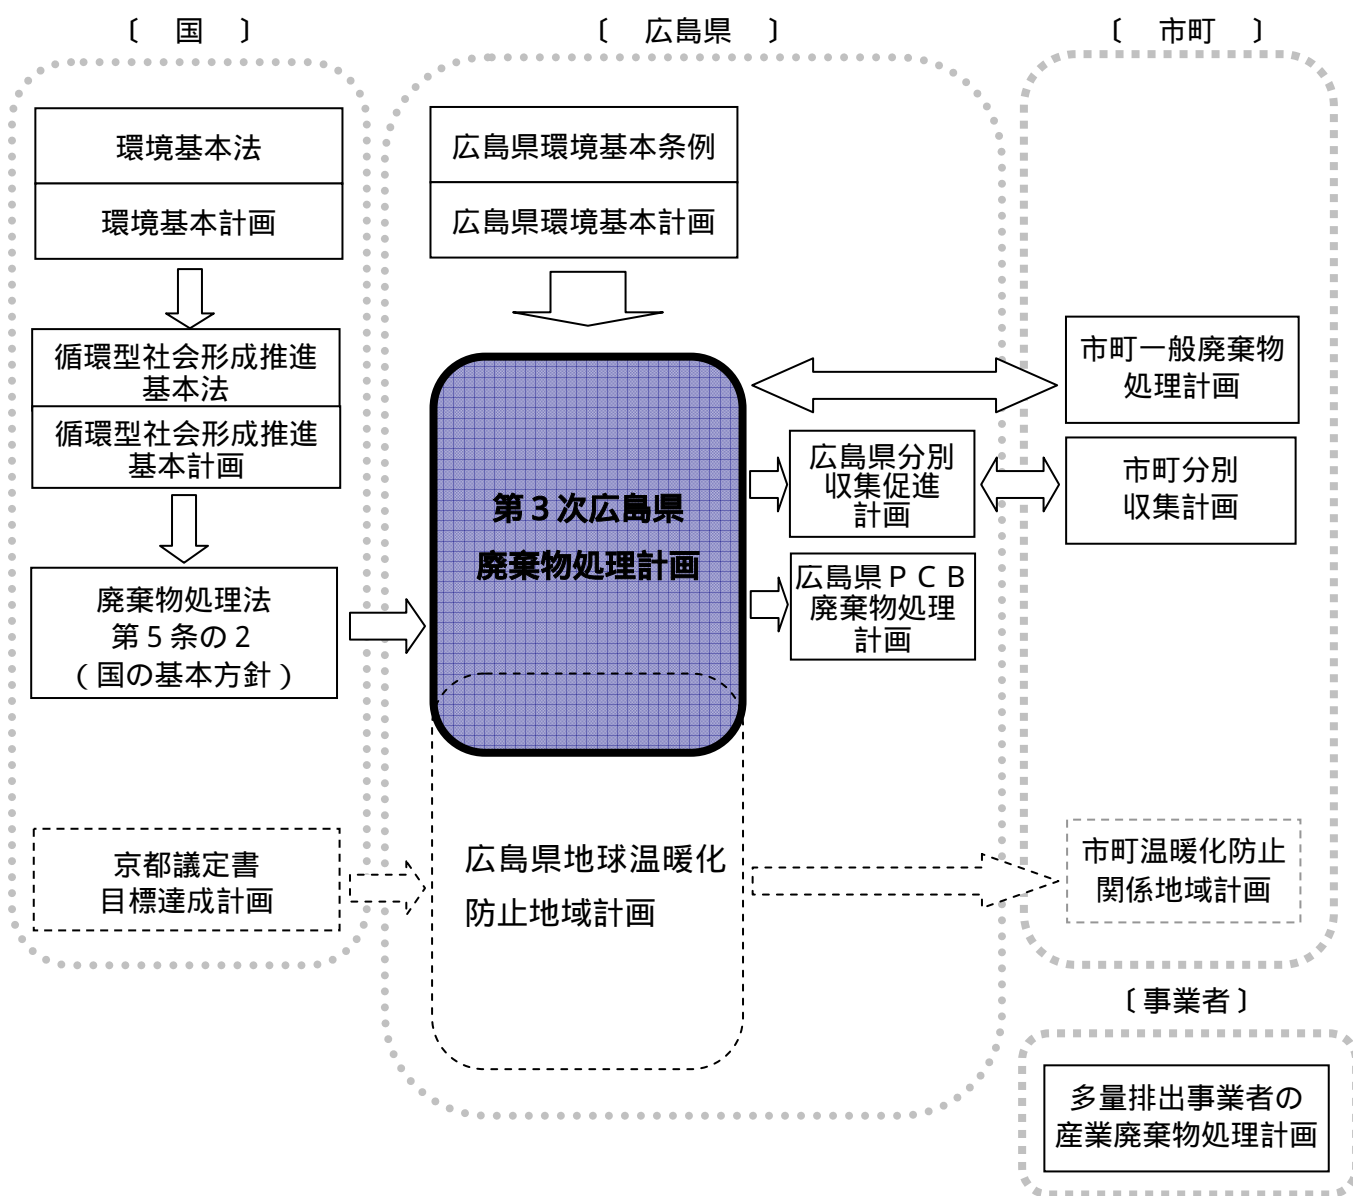 〔　国　〕
〔　広島県　〕
〔　市町　〕
環境基本法
環境基本計画
循環型社会形成推進
基本法
循環型社会形成推進
基本計画
廃棄物処理法
第５条の２
（国の基本方針）
京都議定書
目標達成計画
広島県環境基本条例
広島県環境基本計画
第３次広島県
廃棄物処理計画
広島県分別
収集促進
計画
広島県ＰＣＢ
廃棄物処理
計画
広島県地球温暖化
防止地域計画
市町一般廃棄物
処理計画
市町分別
収集計画
市町温暖化防止
関係地域計画
〔事業者〕
多量排出事業者の
産業廃棄物処理計画